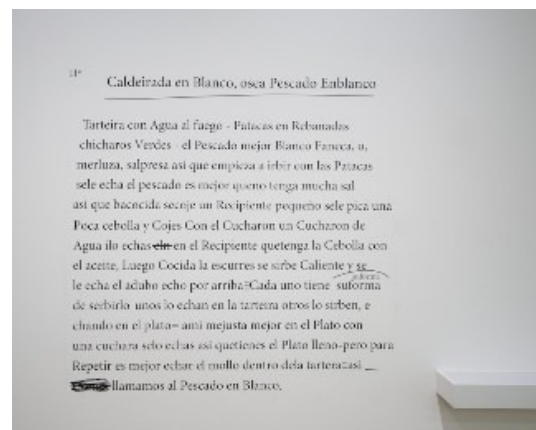 11º
Caldeirada en Blanco, osea Pescado Enblanco
Tarteira con Agua al fuego - Patacas en Rebanadas
chicharos Verdes - el Pescado mejor Blanco Faneca, o,
merluza, salpresa asi que empieza a irbir con las Patacas
sele echa el pescado es mejor queno tenga mucha sal
asi que bacocida secoje un Recipiente pequeño sele pica una
Poca cebolla y Cojes Con el Cucharon un Cucharon de
Agua ilo echas en el Recipiente quetenga la Cebolla con
el aceite, Luego Cocida la escurres se sirbe Caliente y se
le echa el adubo echo por arriba=Cada uno tiene suforma
de serbirlo unos lo echan en la tarteira otros lo sirben, e
chando en el plato= ami mejusta mejor en el Plato con
una cuchara selo echas asi quetienes el Plato lleno-pero para
Repetir es mejor echar el mollo dentro dela tartera=asi
llamamos al Pescado en Blanco.